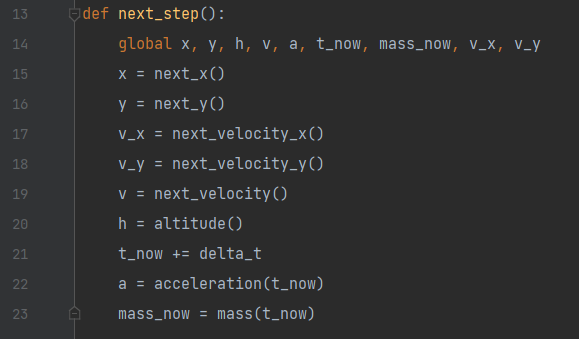 13 def next_step():
14     global x, y, h, v, a, t_now, mass_now, v_x, v_y
15     x = next_x()
16     y = next_y()
17     v_x = next_velocity_x()
18     v_y = next_velocity_y()
19     v = next_velocity()
20     h = altitude()
21     t_now += delta_t
22     a = acceleration(t_now)
23     mass_now = mass(t_now)